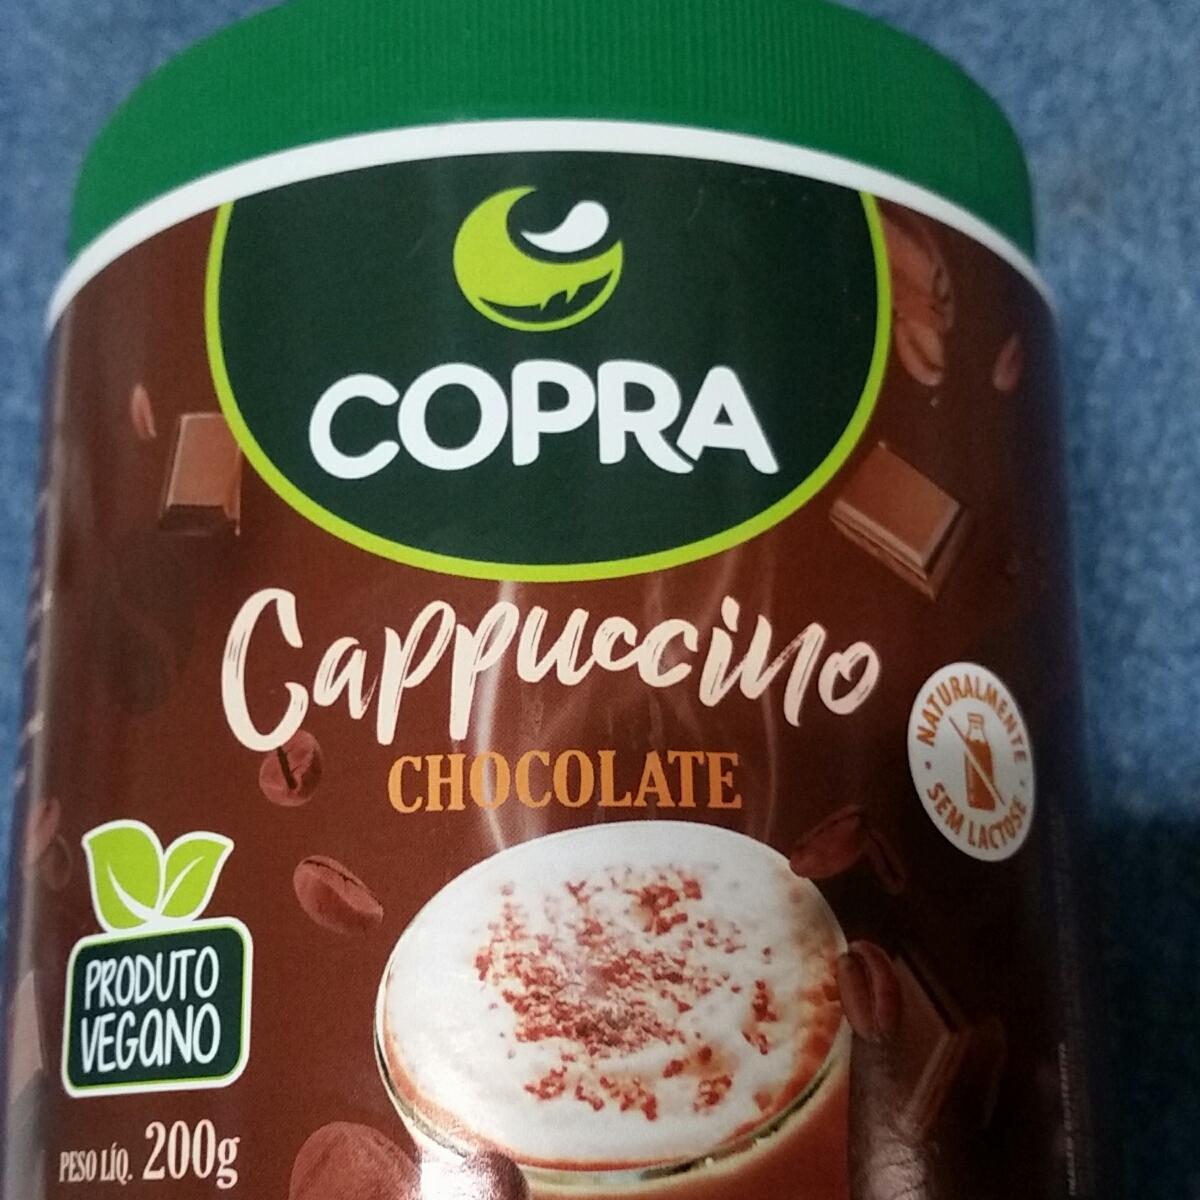 COPRA
Cappuccino
CHOCOLATE
NATURALMENTE
SEM LACTOSE
PRODUTO
VEGANO
PESO LÍQ. 200g